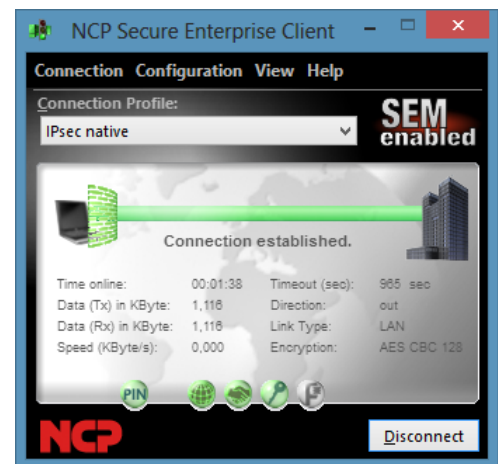 NCP Secure Enterprise Client
Connection Configuration View Help
Connection Profile:
IPsec native
SEM
enabled
Connection established.
Time online: 00:01:38 Timeout (sec): 965 sec
Data (Tx) in KByte: 1,116 Direction: out
Data (Rx) in KByte: 1,116 Link Type: LAN
Speed (KByte/s): 0,000 Encryption: AES CBC 128
PIN
NCP
Disconnect